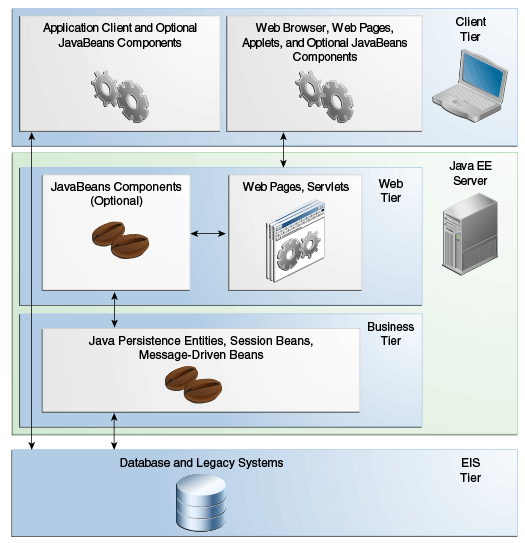 Application Client and Optional
JavaBeans Components
Web Browser, Web Pages,
Applets, and Optional JavaBeans
Components
Client
Tier
Java EE
Server
JavaBeans Components
(Optional)
Web Pages, Servlets
Web
Tier
Business
Tier
Java Persistence Entities, Session Beans,
Message-Driven Beans
Database and Legacy Systems
EIS
Tier